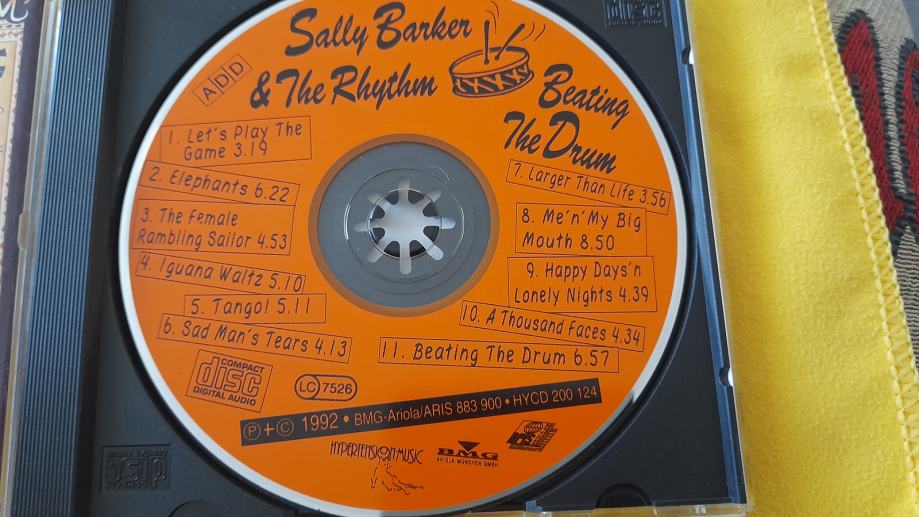 Sally Barker
& The Rhythm
Beating
The Drum
ADD
1. Let's Play The
Game 3.19
2. Elephants 6.22
3. The Female
Rambling Sailor 4.53
4. Iguana Waltz 5.10
5. Tango! 5.11
6. Sad Man's Tears 4.13
7. Larger Than Life 3.56
8. Me'n'My Big
Mouth 8.50
9. Happy Days'n
Lonely Nights 4.39
10. A Thousand Faces 4.34
11. Beating The Drum 6.57
COMPACT
disc
DIGITAL AUDIO
LC 7526
Ⓟ+Ⓒ 1992 • BMG-Ariola/ARIS 883 900 • HYCD 200 124
HYPERTENSION MUSIC
BMG
ARIOLA MÜNCHEN GMBH